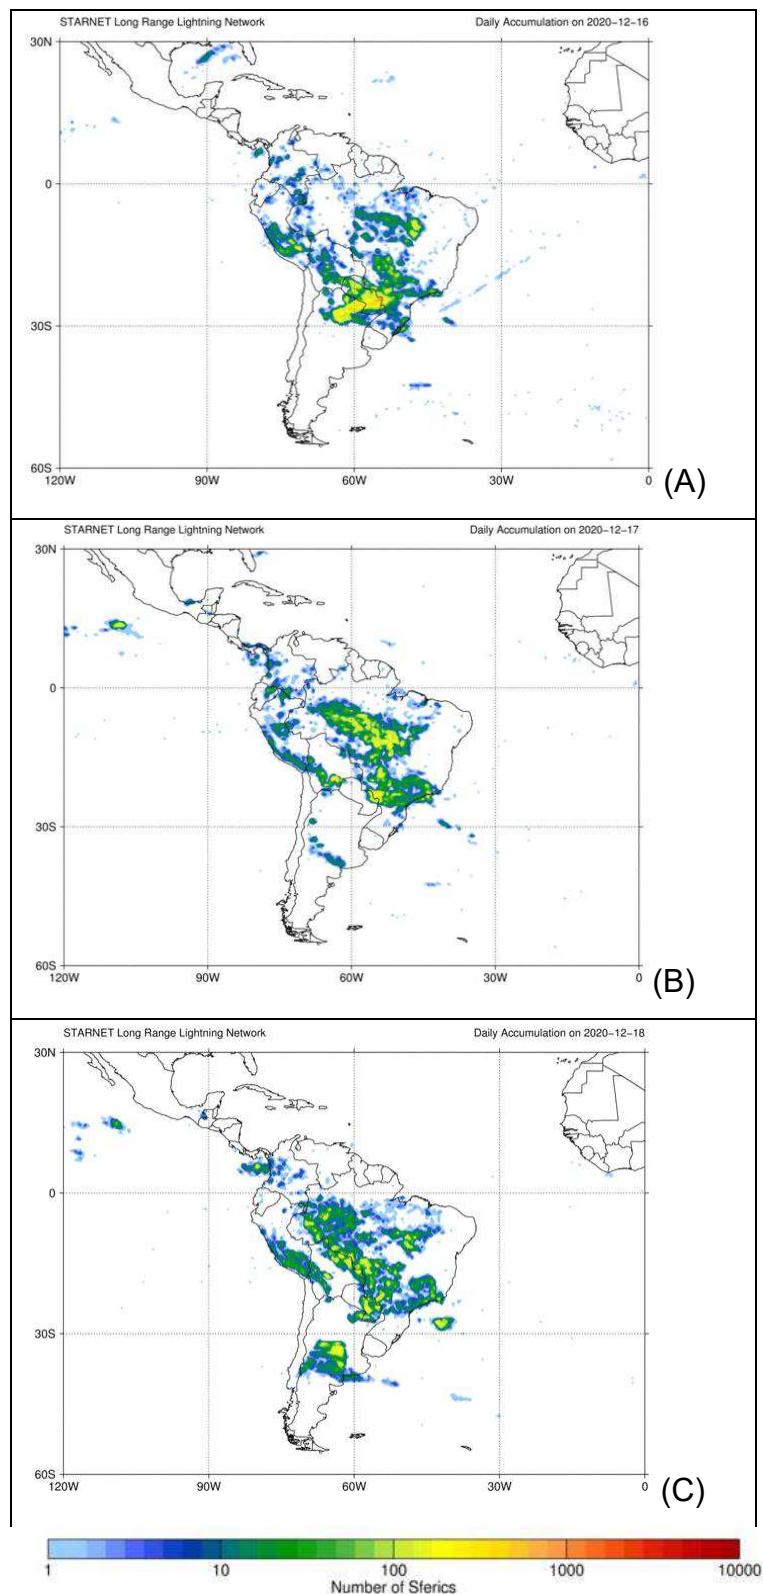 STARNET Long Range Lightning Network Daily Accumulation on 2020-12-16
30N
0
30S
60S
120W 90W 60W 30W 0
(A)
STARNET Long Range Lightning Network Daily Accumulation on 2020-12-17
30N
0
30S
60S
120W 90W 60W 30W 0
(B)
STARNET Long Range Lightning Network Daily Accumulation on 2020-12-18
30N
0
30S
60S
120W 90W 60W 30W 0
(C)
1 10 100 1000 10000
Number of Sferics